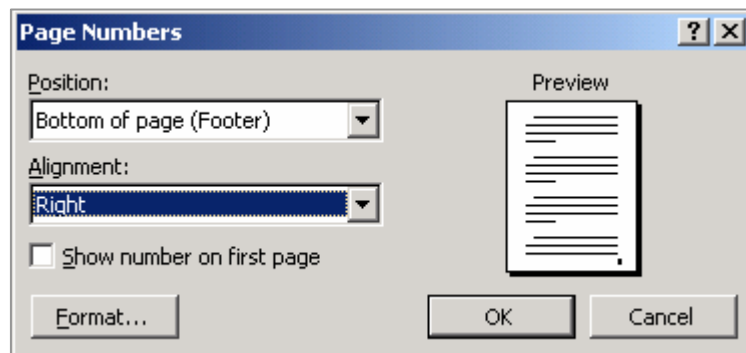 Page Numbers
Position:
Preview
Bottom of page (Footer)
Alignment:
Right
Show number on first page
Format...
OK
Cancel